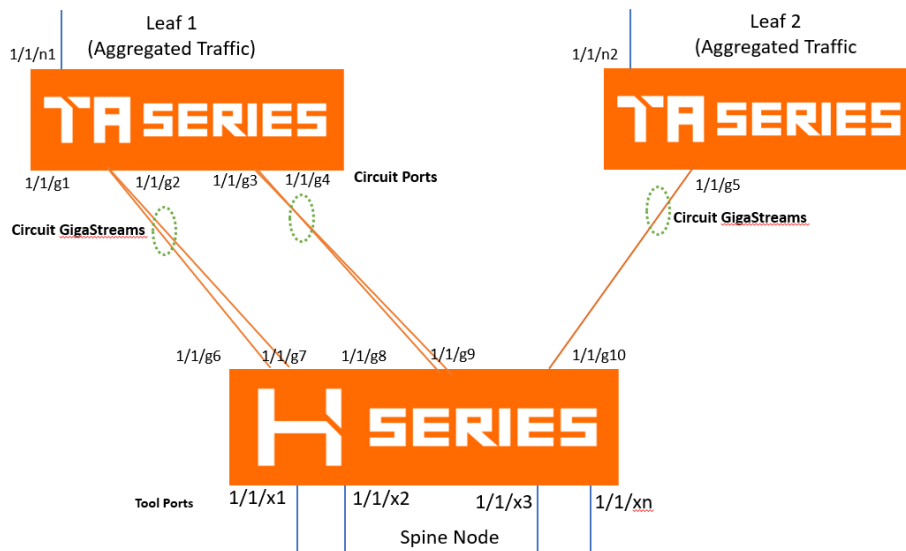 Leaf 1
(Aggregated Traffic)
Leaf 2
(Aggregated Traffic
1/1/n1
1/1/n2
TA SERIES
TA SERIES
1/1/g1
1/1/g2
1/1/g3
1/1/g4
Circuit Ports
1/1/g5
Circuit GigaStreams
Circuit GigaStreams
1/1/g6
1/1/g7
1/1/g8
1/1/g9
1/1/g10
H SERIES
Tool Ports
1/1/x1
1/1/x2
1/1/x3
1/1/xn
Spine Node